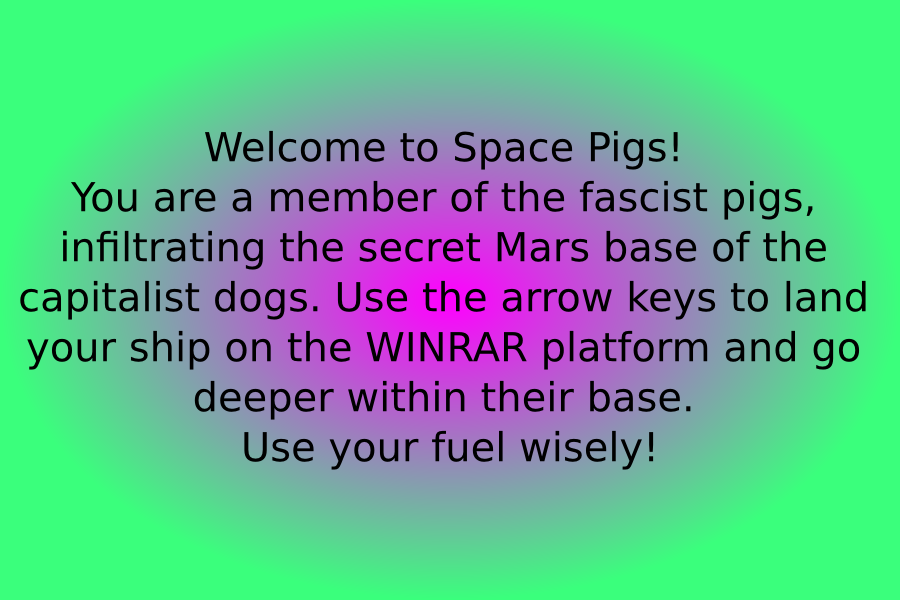 Welcome to Space Pigs!
You are a member of the fascist pigs,
infiltrating the secret Mars base of the
capitalist dogs. Use the arrow keys to land
your ship on the WINRAR platform and go
deeper within their base.
Use your fuel wisely!